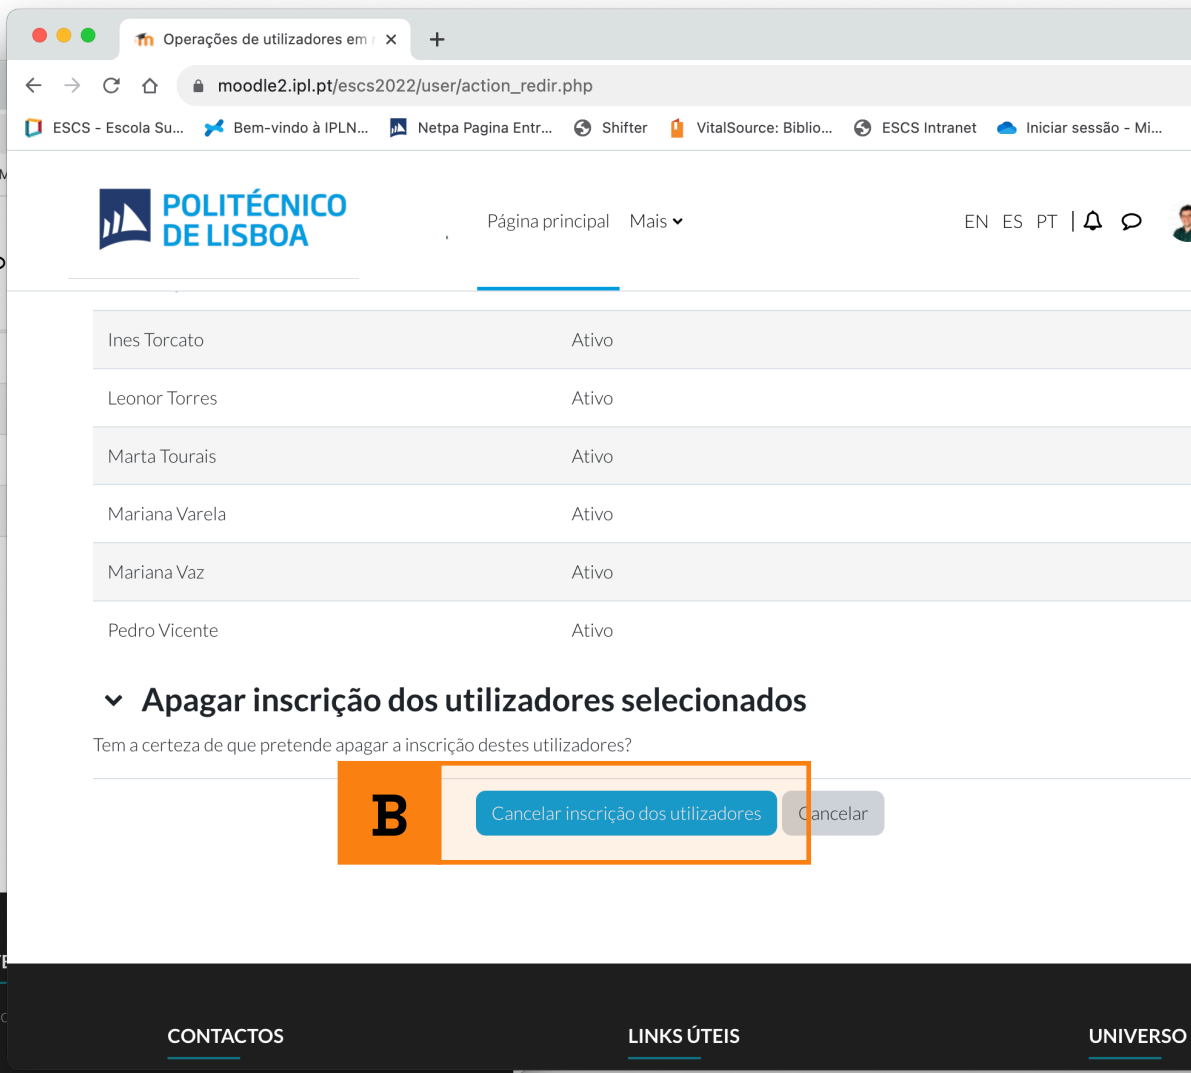 Operações de utilizadores em
moodle2.ipl.pt/escs2022/user/action_redir.php
ESCS - Escola Su... Bem-vindo à IPLN... Netpa Pagina Entr... Shifter VitalSource: Biblio... ESCS Intranet Iniciar sessão - Mi...
POLITÉCNICO
DE LISBOA
Página principal Mais EN ES PT
Ines Torcato Ativo
Leonor Torres Ativo
Marta Tourais Ativo
Mariana Varela Ativo
Mariana Vaz Ativo
Pedro Vicente Ativo
Apagar inscrição dos utilizadores selecionados
Tem a certeza de que pretende apagar a inscrição destes utilizadores?
B Cancelar inscrição dos utilizadores Cancelar
CONTACTOS LINKS ÚTEIS UNIVERSO